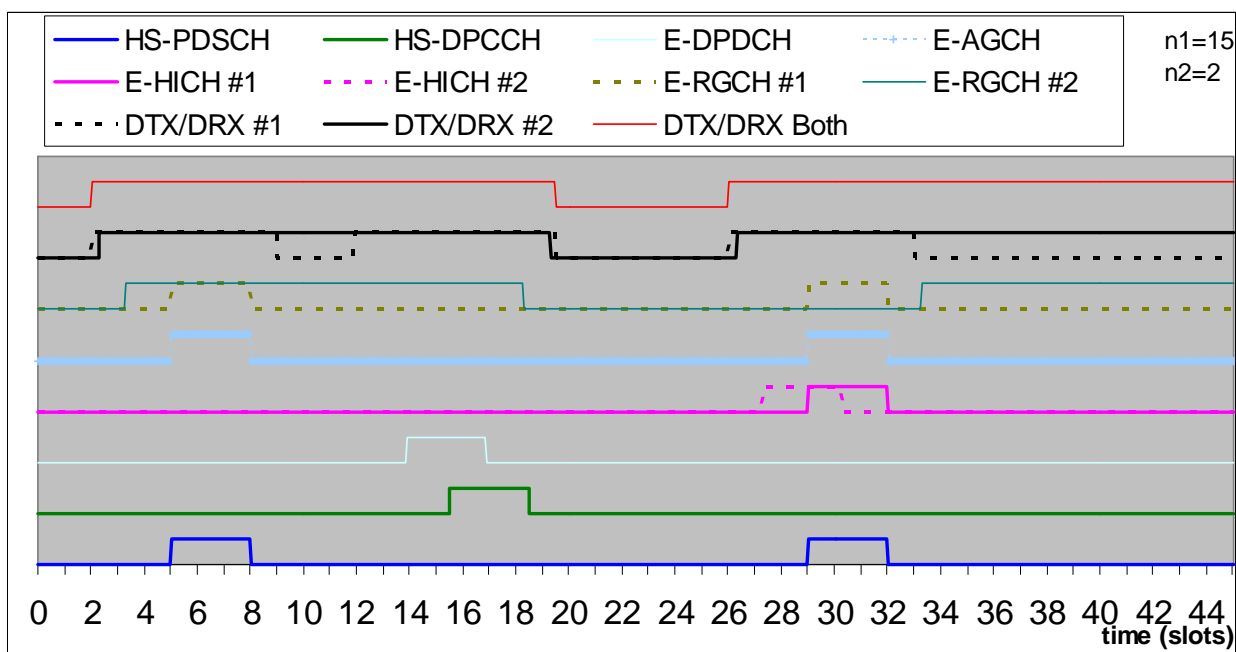 HS-PDSCH HS-DPCCH E-DPDCH E-AGCH n1=15
E-HICH #1 E-HICH #2 E-RGCH #1 E-RGCH #2 n2=2
DTX/DRX #1 DTX/DRX #2 DTX/DRX Both
0 2 4 6 8 10 12 14 16 18 20 22 24 26 28 30 32 34 36 38 40 42 44
time (slots)